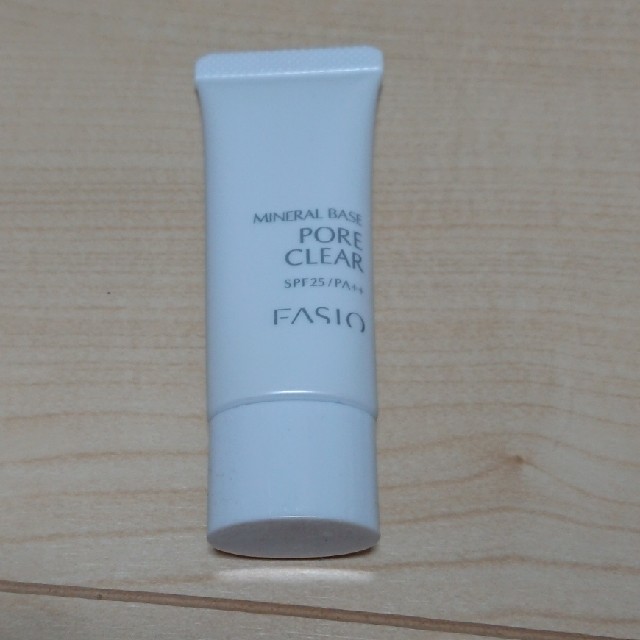 MINERAL BASE
PORE
CLEAR
SPF25/PA++
FASIO